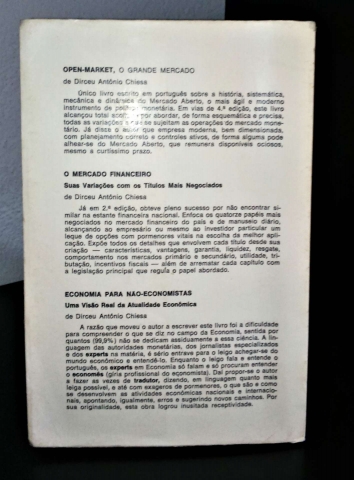 OPEN-MARKET, O GRANDE MERCADO
de Dirceu Antônio Chiesa
Único livro escrito em português sobre a história, sistemática,
mecânica e dinâmica do Mercado Aberto, o mais ágil e moderno
instrumento de política monetária. Em vias de 4.ª edição, este livro
alcançou total por abordar, de forma esquemática e precisa,
todas as variações se sujeitam as operações do mercado mone-
tário. Já disse o autor que empresa moderna, bem dimensionada,
com planejamento correto e controles ativos, de forma alguma pode
alhear-se do Mercado Aberto, que remunera disponíveis ociosos,
mesmo a curtíssimo prazo.
O MERCADO FINANCEIRO
Suas Variações com os Títulos Mais Negociados
de Dirceu Antônio Chiesa
Já em 2.ª edição, obteve pleno sucesso por não encontrar si-
milar na estante financeira nacional. Enfoca os quatorze papéis mais
negociados no mercado financeiro do país e de manuseio diário,
alcançando ao empresário ou mesmo ao investidor particular um
leque de opções com pormenores vitais na escolha da melhor apli-
cação. Expõe todos os detalhes que envolvem cada título desde sua
criação — características, vantagens, garantia, liquidez, resgate,
comportamento nos mercados primário e secundário, utilidade, tri-
butação, incentivos fiscais — além de arrematar cada capítulo com
a legislação principal que regula o papel abordado.
ECONOMIA PARA NÃO-ECONOMISTAS
Uma Visão Real da Atualidade Econômica
de Dirceu Antônio Chiesa
A razão que moveu o autor a escrever este livro foi a dificuldade
para compreender o que se diz no campo da Economia, sentida por
quantos (99,9%) não se dedicam assiduamente a essa ciência. A lin-
guagem das autoridades monetárias, dos jornalistas especializados
e dos experts na matéria, é sério entrave para o leigo achegar-se do
mundo econômico e entendê-lo. Enquanto o leigo fala e entende o
português, os experts em Economia só falam e só procuram entender
o economês (gíria profissional do economista). Daí propor-se o autor
a fazer as vezes de tradutor, dizendo, em linguagem quanto mais
leiga possível, e até com exageros de pormenores, o que são e como
se desenvolvem as atividades econômicas nacionais e internacio-
nais, apontando, igualmente, erros e sugerindo novos caminhos. Por
sua originalidade, esta obra logrou inusitada receptividade.